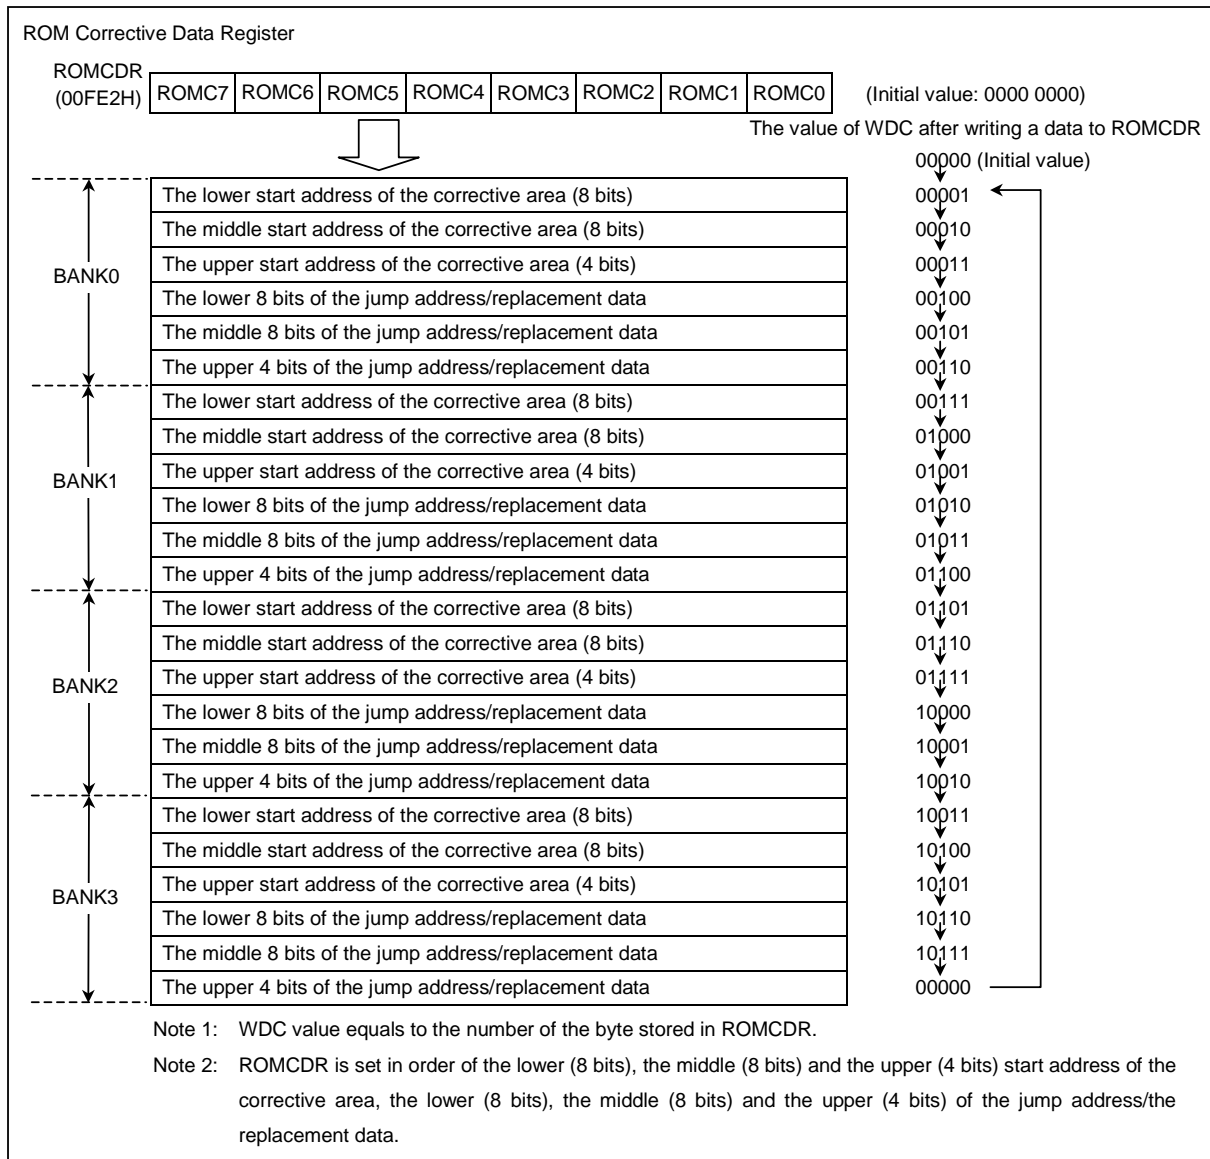 ROM Corrective Data Register
ROMCDR
(00FE2H) ROMC7 ROMC6 ROMC5 ROMC4 ROMC3 ROMC2 ROMC1 ROMC0 (Initial value: 0000 0000)
The value of WDC after writing a data to ROMCDR
00000 (Initial value)
The lower start address of the corrective area (8 bits) 00001
The middle start address of the corrective area (8 bits) 00010
BANK0 The upper start address of the corrective area (4 bits) 00011
The lower 8 bits of the jump address/replacement data 00100
The middle 8 bits of the jump address/replacement data 00101
The upper 4 bits of the jump address/replacement data 00110
The lower start address of the corrective area (8 bits) 00111
The middle start address of the corrective area (8 bits) 01000
BANK1 The upper start address of the corrective area (4 bits) 01001
The lower 8 bits of the jump address/replacement data 01010
The middle 8 bits of the jump address/replacement data 01011
The upper 4 bits of the jump address/replacement data 01100
The lower start address of the corrective area (8 bits) 01101
The middle start address of the corrective area (8 bits) 01110
BANK2 The upper start address of the corrective area (4 bits) 01111
The lower 8 bits of the jump address/replacement data 10000
The middle 8 bits of the jump address/replacement data 10001
The upper 4 bits of the jump address/replacement data 10010
The lower start address of the corrective area (8 bits) 10011
The middle start address of the corrective area (8 bits) 10100
BANK3 The upper start address of the corrective area (4 bits) 10101
The lower 8 bits of the jump address/replacement data 10110
The middle 8 bits of the jump address/replacement data 10111
The upper 4 bits of the jump address/replacement data 00000
Note 1: WDC value equals to the number of the byte stored in ROMCDR.
Note 2: ROMCDR is set in order of the lower (8 bits), the middle (8 bits) and the upper (4 bits) start address of the
corrective area, the lower (8 bits), the middle (8 bits) and the upper (4 bits) of the jump address/the
replacement data.